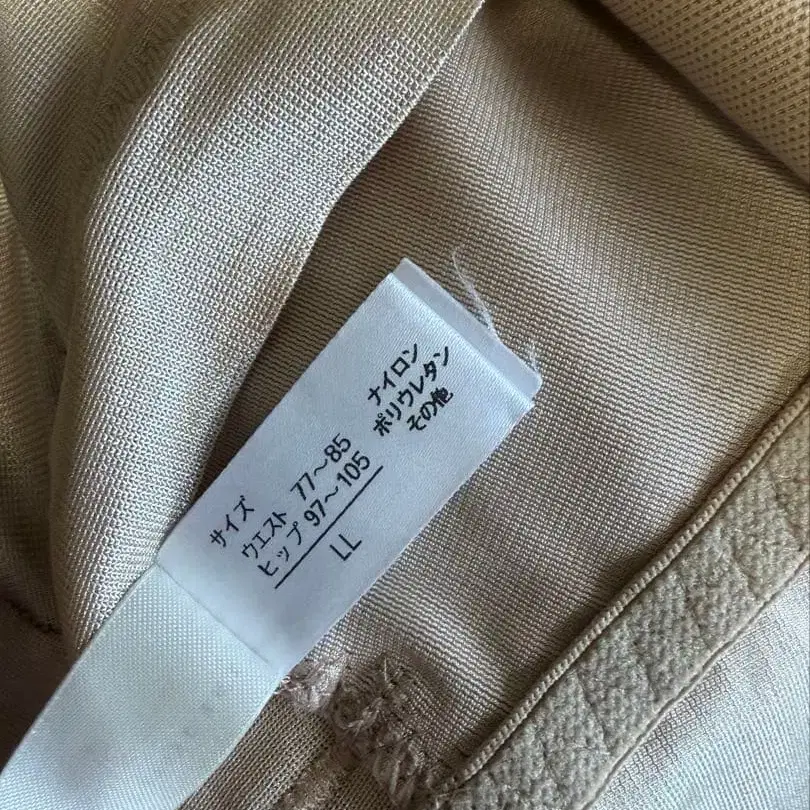 サイズ
ウエスト 77～85
ヒップ 97～105
LL
ナイロン
ポリウレタン
その他